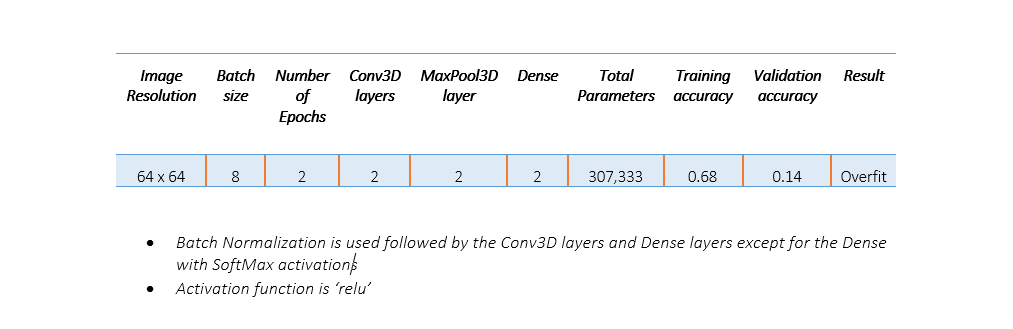 Image Resolution | Batch size | Number of Epochs | Conv3D layers | MaxPool3D layer | Dense | Total Parameters | Training accuracy | Validation accuracy | Result
64 x 64 | 8 | 2 | 2 | 2 | 2 | 307,333 | 0.68 | 0.14 | Overfit
• Batch Normalization is used followed by the Conv3D layers and Dense layers except for the Dense
with SoftMax activations
• Activation function is ‘relu’